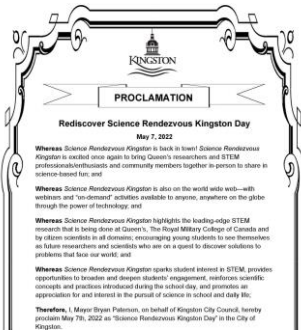 KINGSTON
PROCLAMATION
Rediscover Science Rendezvous Kingston Day
May 7, 2022
Whereas Science Rendezvous Kingston is back in town! Science Rendezvous
Kingston is excited once again to bring Queen's researchers and STEM
professionals/enthusiasts and community members together in-person to share in
science-based fun; and
Whereas Science Rendezvous Kingston is also on the world wide web—with
webinars and "on-demand" activities available to anyone, anywhere on the globe
through the power of technology; and
Whereas Science Rendezvous Kingston highlights the leading-edge STEM
research that is being done at Queen's, The Royal Military College of Canada and
by citizen scientists in all domains; encouraging young students to see themselves
as future researchers and scientists who are on a quest to discover solutions to
problems that face our world; and
Whereas Science Rendezvous Kingston sparks student interest in STEM, provides
opportunities to broaden and deepen students' engagement, reinforces scientific
concepts and practices introduced during the school day, and promotes an
appreciation for and interest in the pursuit of science in school and daily life;
Therefore, I, Mayor Bryan Paterson, on behalf of Kingston City Council, hereby
proclaim May 7th, 2022 as "Science Rendezvous Kingston Day" in the City of
Kingston.